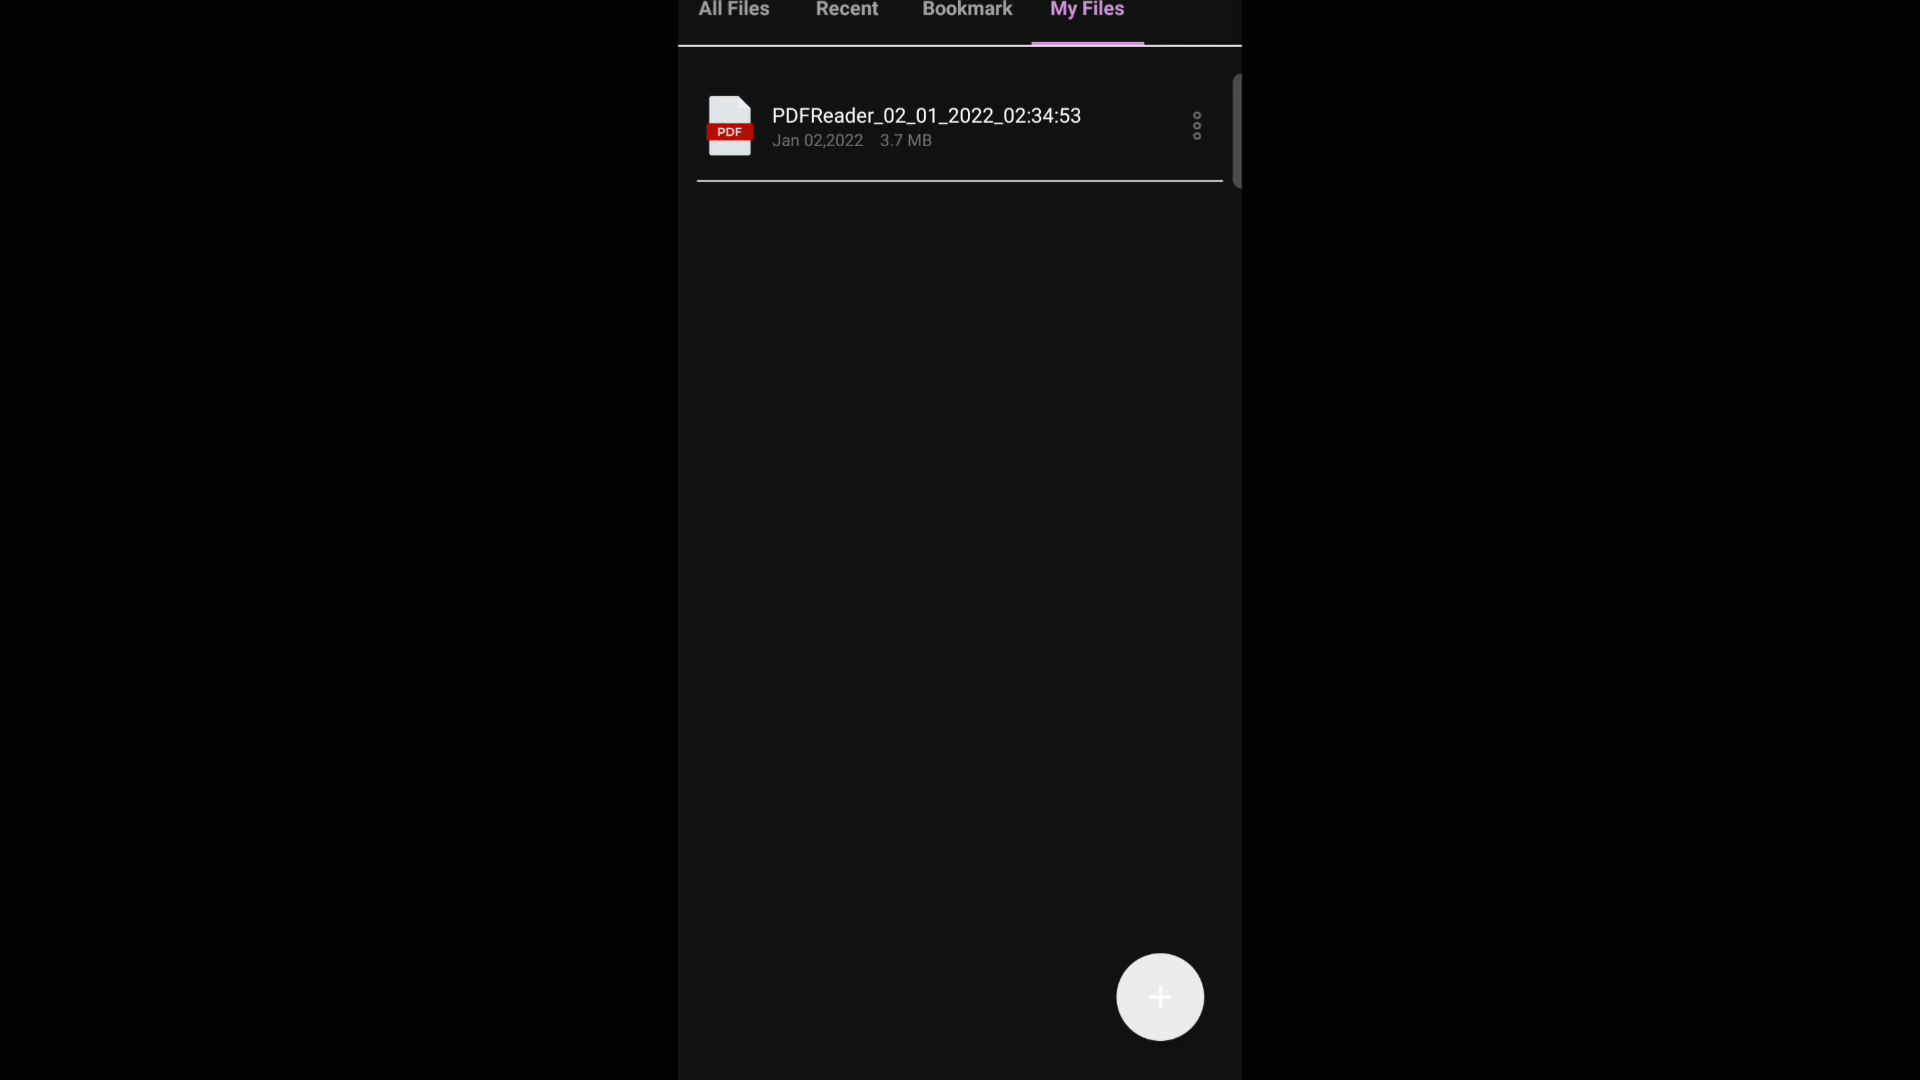 All Files Recent Bookmark My Files
PDF
PDFReader_02_01_2022_02:34:53
Jan 02,2022 3.7 MB